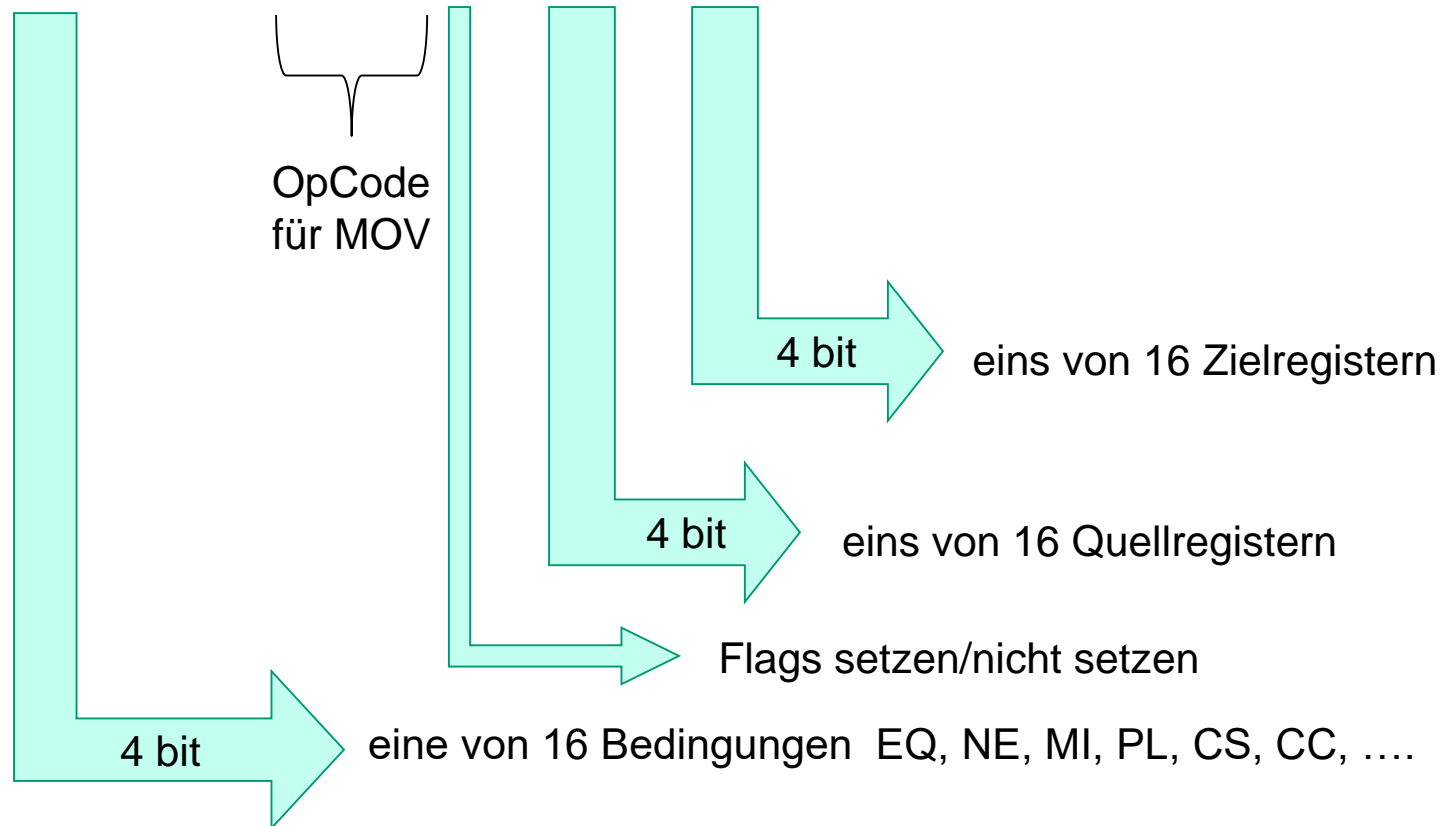 OpCode
für MOV
4 bit
eins von 16 Zielregistern
4 bit
eins von 16 Quellregistern
Flags setzen/nicht setzen
4 bit
eine von 16 Bedingungen  EQ, NE, MI, PL, CS, CC, ….